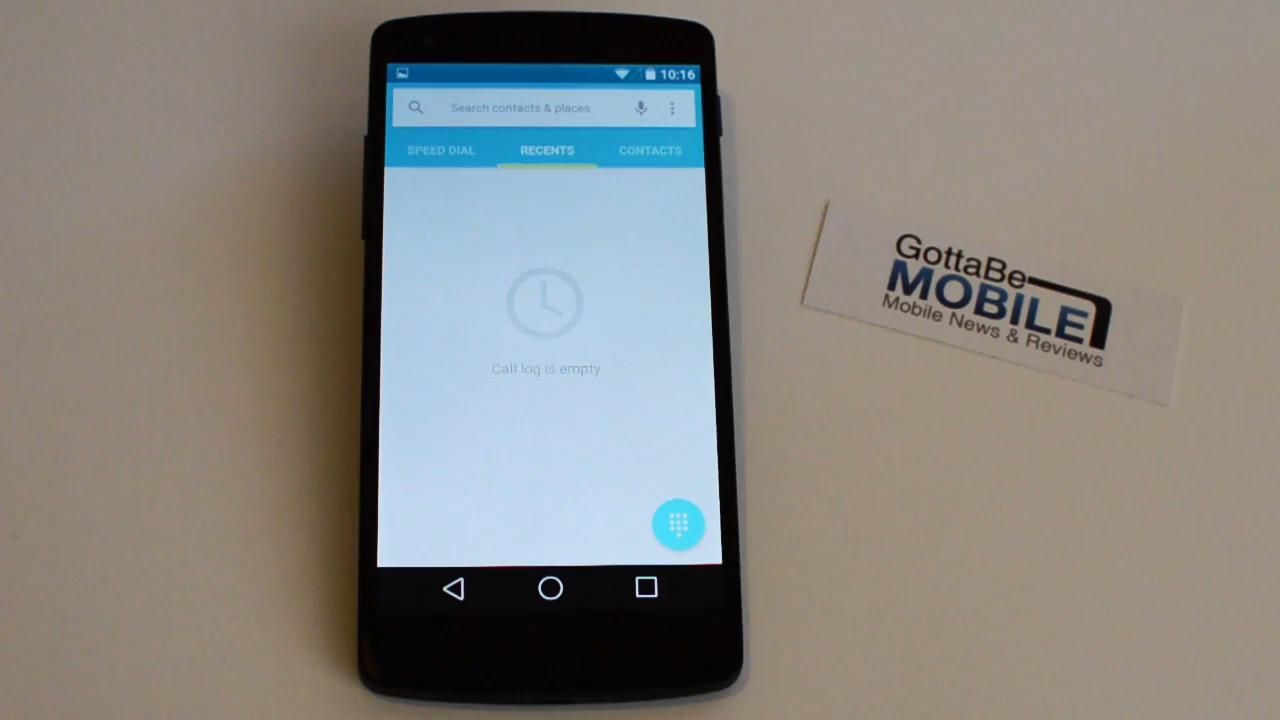 10:16
Search contacts & places
SPEED DIAL RECENTS CONTACTS
Call log is empty.
GottaBe
MOBILE
Mobile News & Reviews